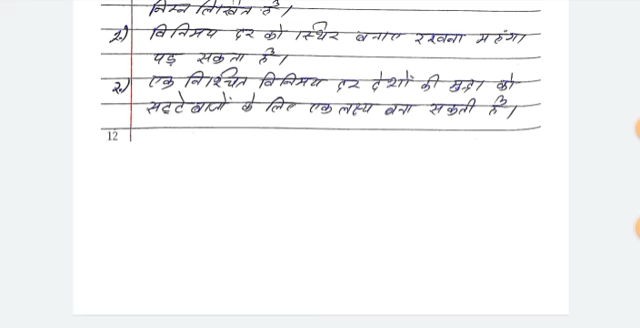 निम्न लिखित है।
1.) विनिमय दर को स्थिर बनाए रखना महंगा
पड़ सकता है।
2.) एक निश्चित विनिमय दर देशों की मुद्रा को
सट्टेबाजों के लिए एक लक्ष्य बना सकती है।
12